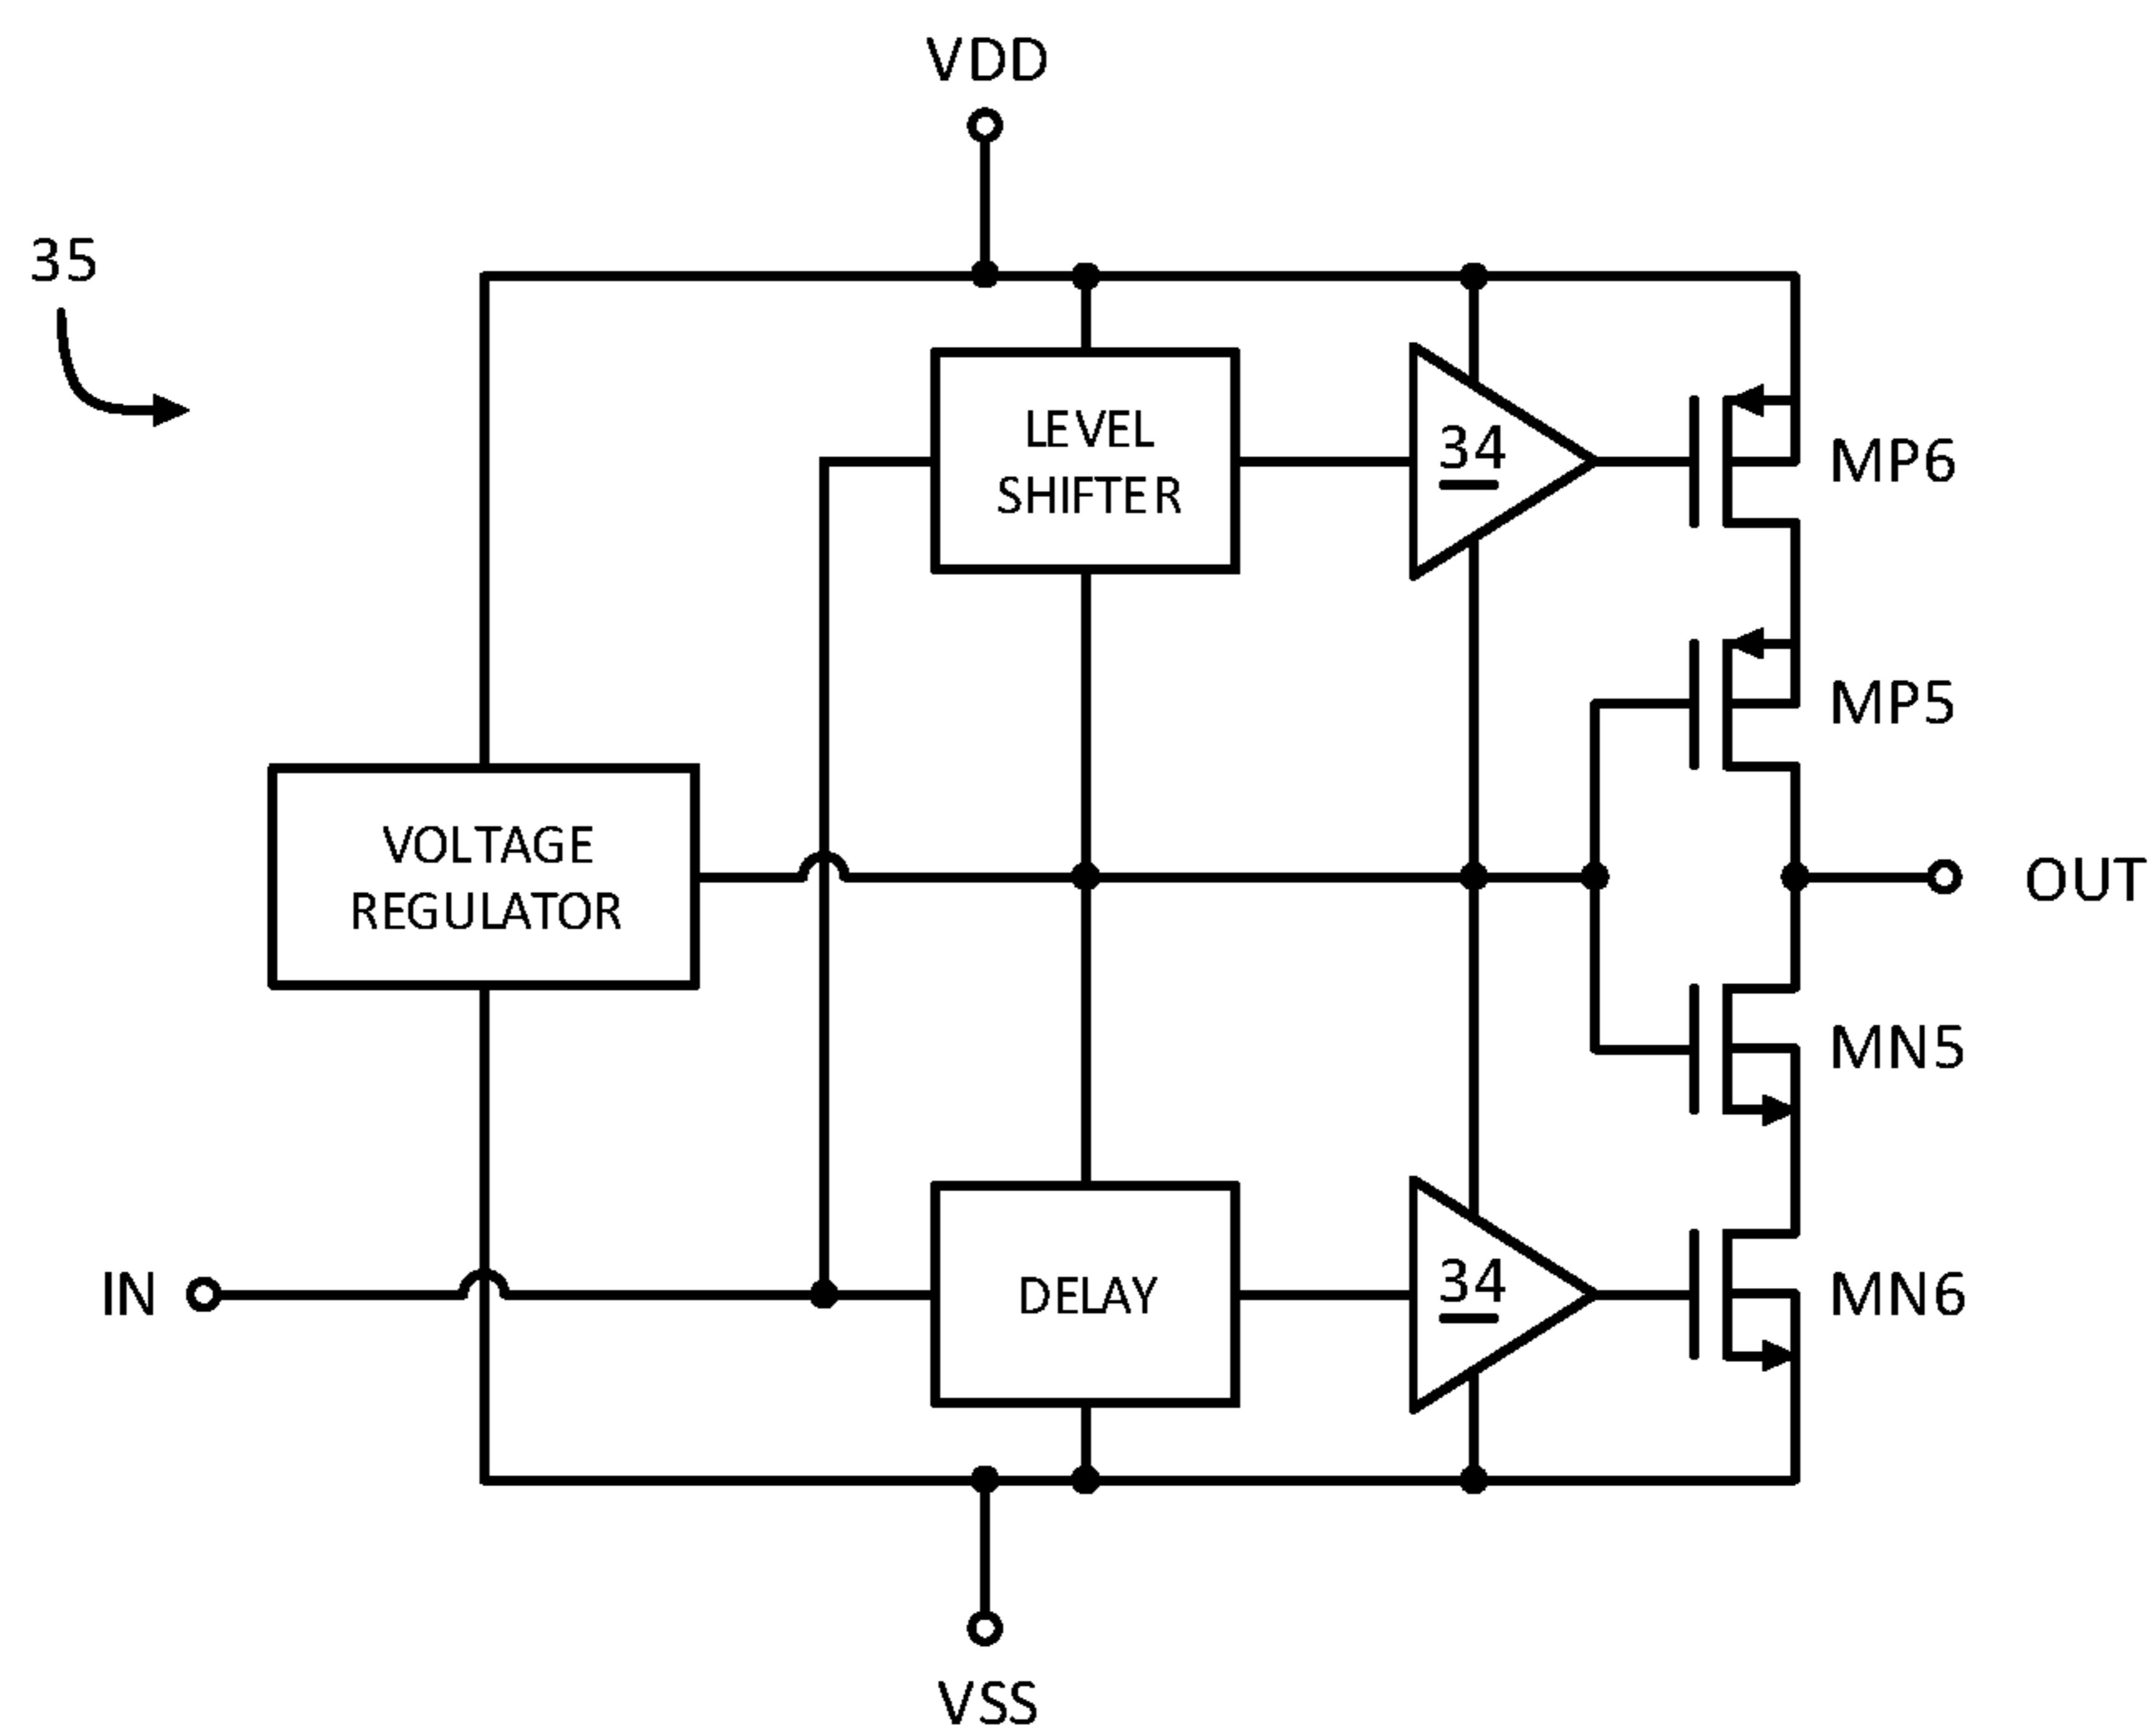 VDD
35
LEVEL
SHIFTER
34
MP6
MP5
VOLTAGE
REGULATOR
OUT
MN5
IN
DELAY
34
MN6
VSS